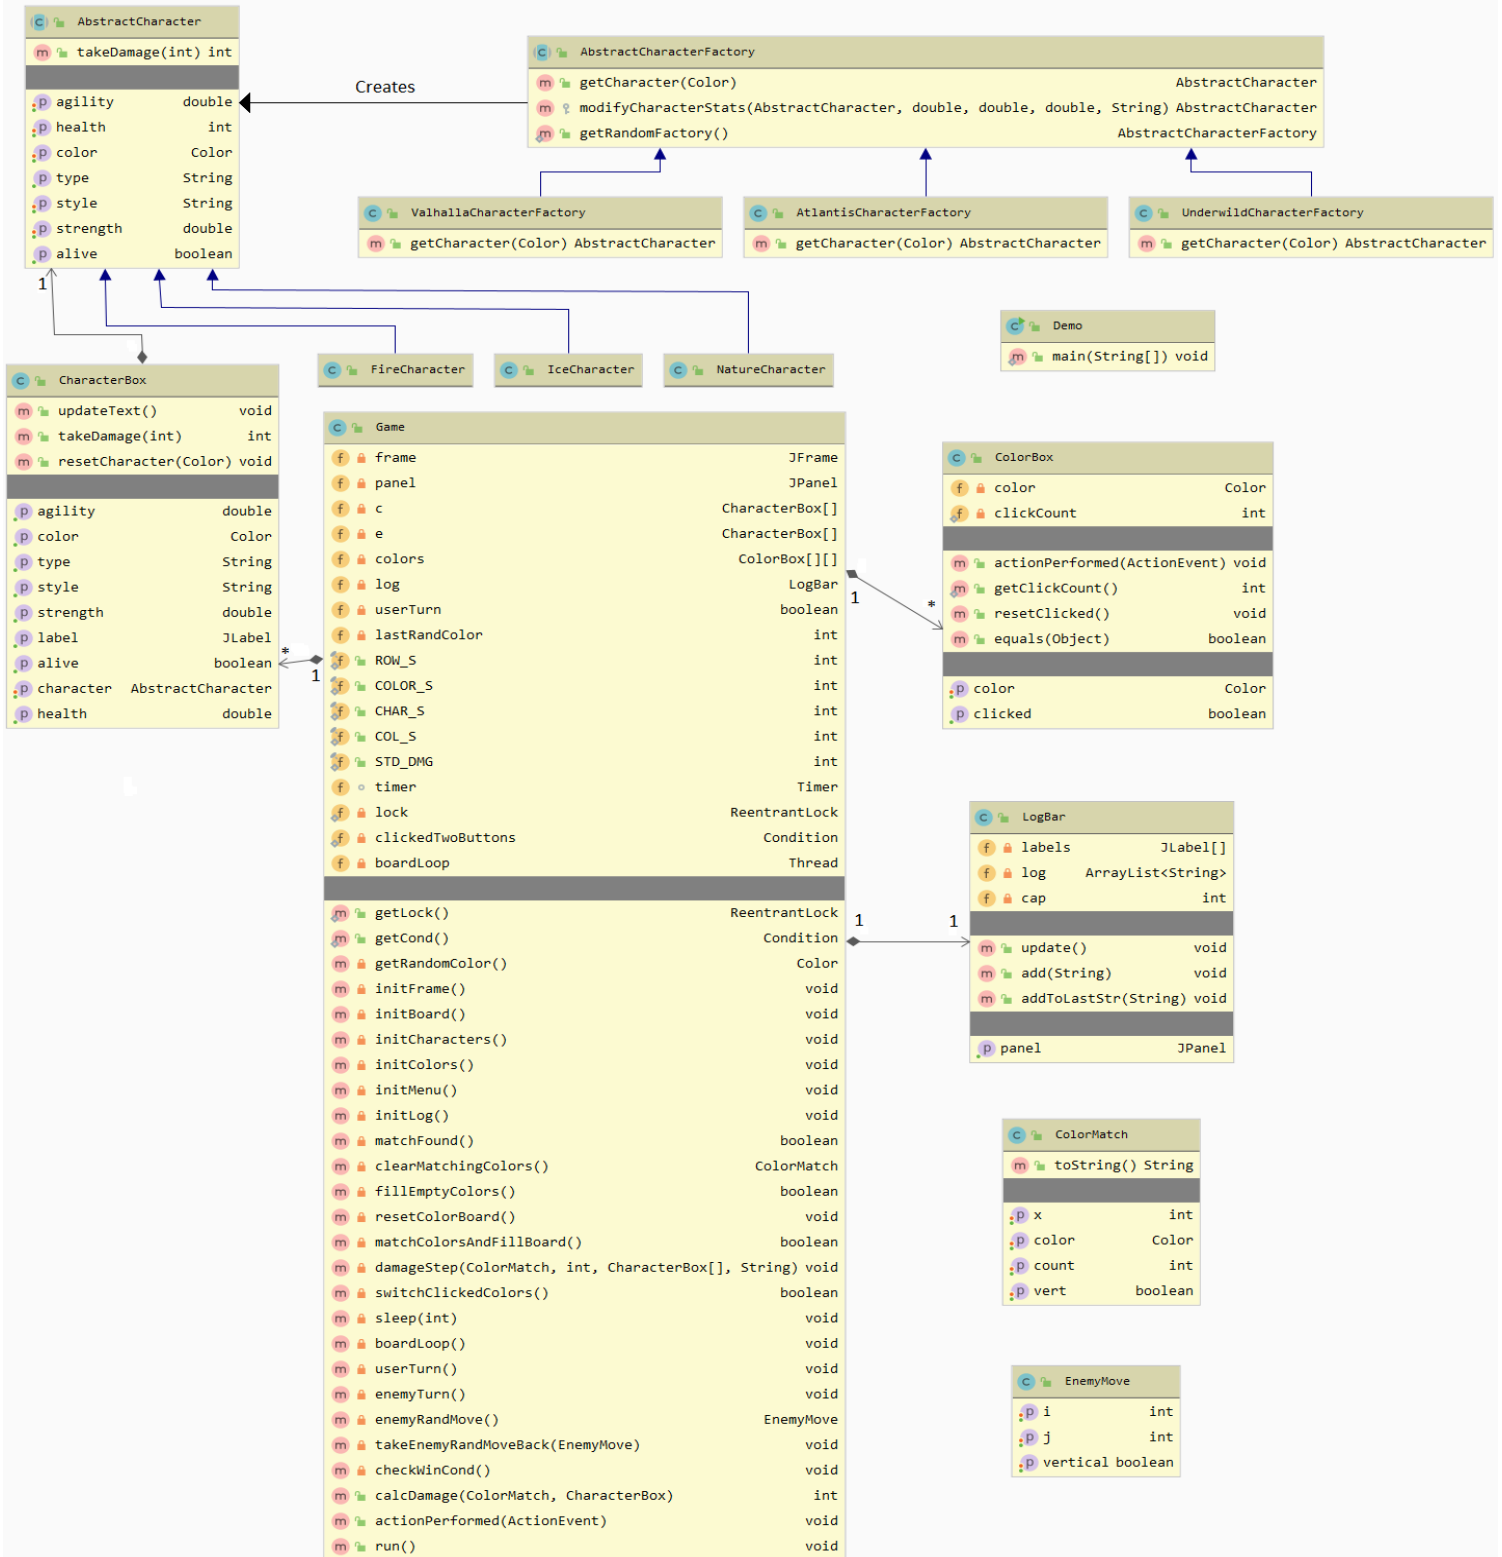 AbstractCharacter
takeDamage(int) int
agility double
health int
color Color
type String
style String
strength double
alive boolean
Creates
AbstractCharacterFactory
getCharacter(Color) AbstractCharacter
modifyCharacterStats(AbstractCharacter, double, double, double, String) AbstractCharacter
getRandomFactory() AbstractCharacterFactory
ValhallaCharacterFactory
getCharacter(Color) AbstractCharacter
AtlantisCharacterFactory
getCharacter(Color) AbstractCharacter
UnderwildCharacterFactory
getCharacter(Color) AbstractCharacter
1
Demo
main(String[]) void
FireCharacter
IceCharacter
NatureCharacter
CharacterBox
updateText() void
takeDamage(int) int
resetCharacter(Color) void
agility double
color Color
type String
style String
strength double
label JLabel
alive boolean
character AbstractCharacter
health double
*
1
Game
frame JFrame
panel JPanel
c CharacterBox[]
e CharacterBox[]
colors ColorBox[][]
log LogBar
userTurn boolean
lastRandColor int
ROW_S int
COLOR_S int
CHAR_S int
COL_S int
STD_DMG int
timer Timer
lock ReentrantLock
clickedTwoButtons Condition
boardLoop Thread
getLock() ReentrantLock
getCond() Condition
getRandomColor() Color
initFrame() void
initBoard() void
initCharacters() void
initColors() void
initMenu() void
initLog() void
matchFound() boolean
clearMatchingColors() ColorMatch
fillEmptyColors() boolean
resetColorBoard() void
matchColorsAndFillBoard() boolean
damageStep(ColorMatch, int, CharacterBox[], String) void
switchClickedColors() boolean
sleep(int) void
boardLoop() void
userTurn() void
enemyTurn() void
enemyRandMove() EnemyMove
takeEnemyRandMoveBack(EnemyMove) void
checkWinCond() void
calcDamage(ColorMatch, CharacterBox) int
actionPerformed(ActionEvent) void
run() void
1
*
ColorBox
color Color
clickCount int
actionPerformed(ActionEvent) void
getClickCount() int
resetClicked() void
equals(Object) boolean
color Color
clicked boolean
1
1
LogBar
labels JLabel[]
log ArrayList<String>
cap int
update() void
add(String) void
addToLastStr(String) void
panel JPanel
ColorMatch
toString() String
x int
color Color
count int
vert boolean
EnemyMove
i int
j int
vertical boolean